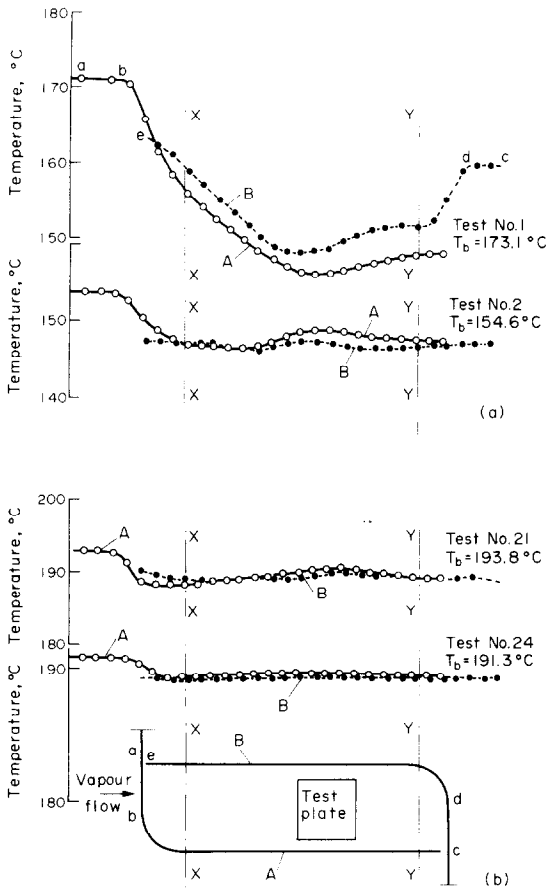 180
170
160
150
Temperature, °C
a
b
e
X
Y
d
c
B
A
X
Y
Test No.1
T_b=173.1°C
150
140
Temperature, °C
X
Y
A
B
Test No.2
T_b=154.6°C
X
Y
(a)
200
190
180
Temperature, °C
A
X
Y
B
X
Y
Test No.21
T_b=193.8°C
190
180
Temperature, °C
A
B
Test No.24
T_b=191.3°C
X
Y
a
e
B
Vapour
flow
b
Test
plate
d
c
X
A
Y
(b)